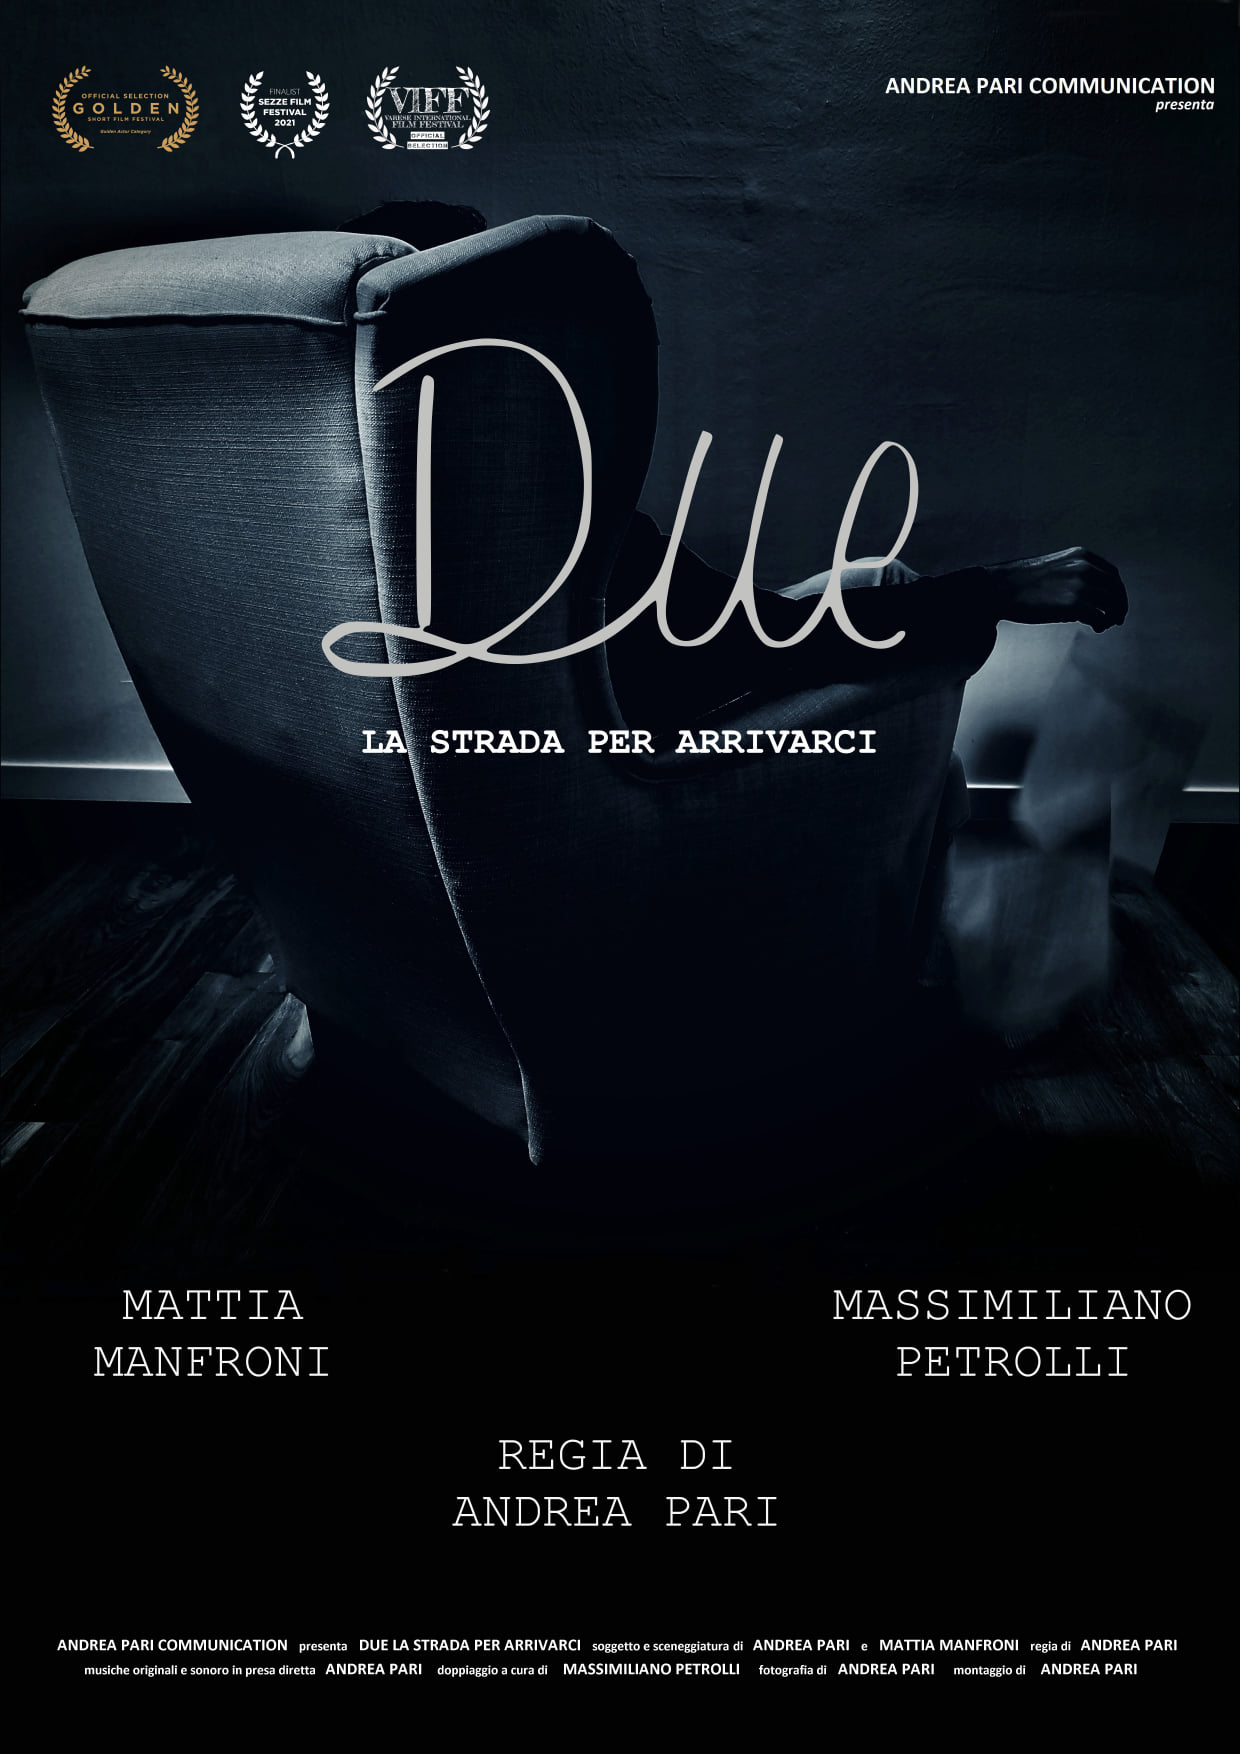 OFFICIAL SELECTION
GOLDEN
SHORT FILM FESTIVAL
Golden Actor Category
FINALIST
SEZZE FILM
FESTIVAL
2021
VIFF
VARESE INTERNATIONAL
FILM FESTIVAL
OFFICIAL
SELECTION
ANDREA PARI COMMUNICATION
presenta
Due
LA STRADA PER ARRIVARCI
MATTIA
MANFRONI
MASSIMILIANO
PETROLLI
REGIA DI
ANDREA PARI
ANDREA PARI COMMUNICATION presenta DUE LA STRADA PER ARRIVARCI soggetto e sceneggiatura di ANDREA PARI e MATTIA MANFRONI regia di ANDREA PARI
musiche originali e sonoro in presa diretta ANDREA PARI doppiaggio a cura di MASSIMILIANO PETROLLI fotografia di ANDREA PARI montaggio di ANDREA PARI